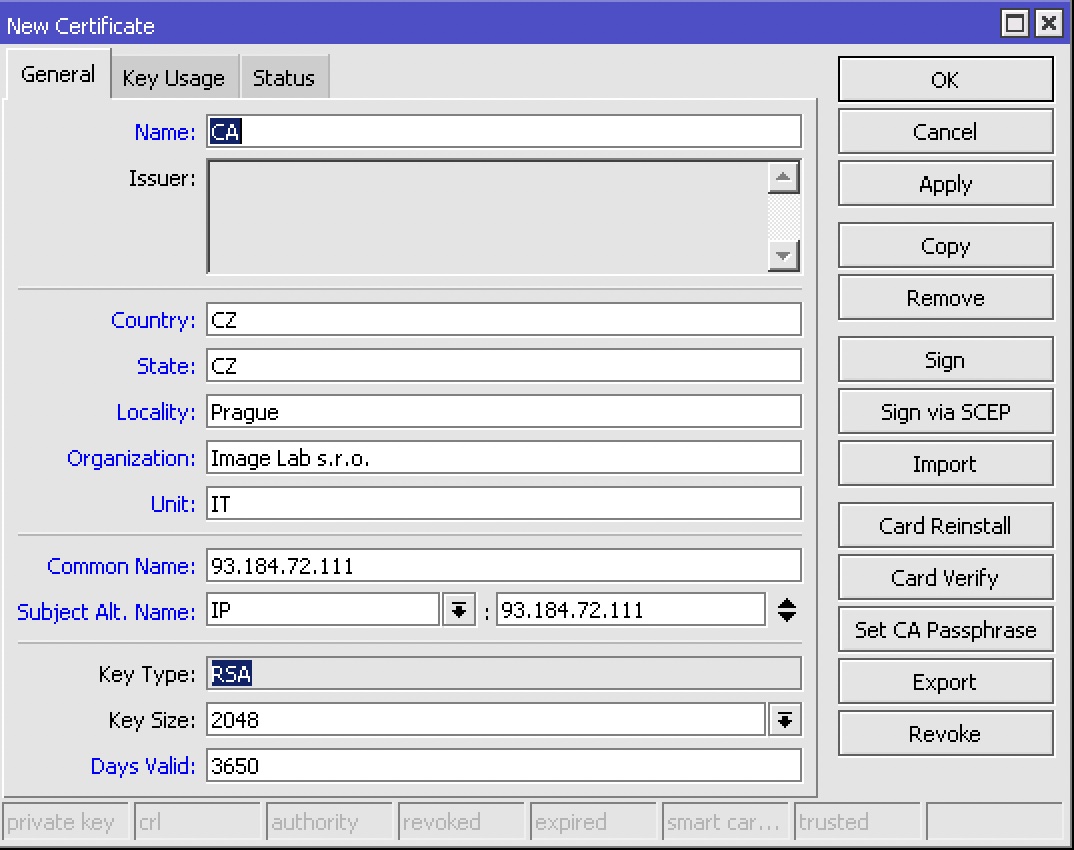 New Certificate
General Key Usage Status
Name: CA
Issuer:
Country: CZ
State: CZ
Locality: Prague
Organization: Image Lab s.r.o.
Unit: IT
Common Name: 93.184.72.111
Subject Alt. Name: IP : 93.184.72.111
Key Type: RSA
Key Size: 2048
Days Valid: 3650
OK
Cancel
Apply
Copy
Remove
Sign
Sign via SCEP
Import
Card Reinstall
Card Verify
Set CA Passphrase
Export
Revoke
private key crl authority revoked expired smart car... trusted